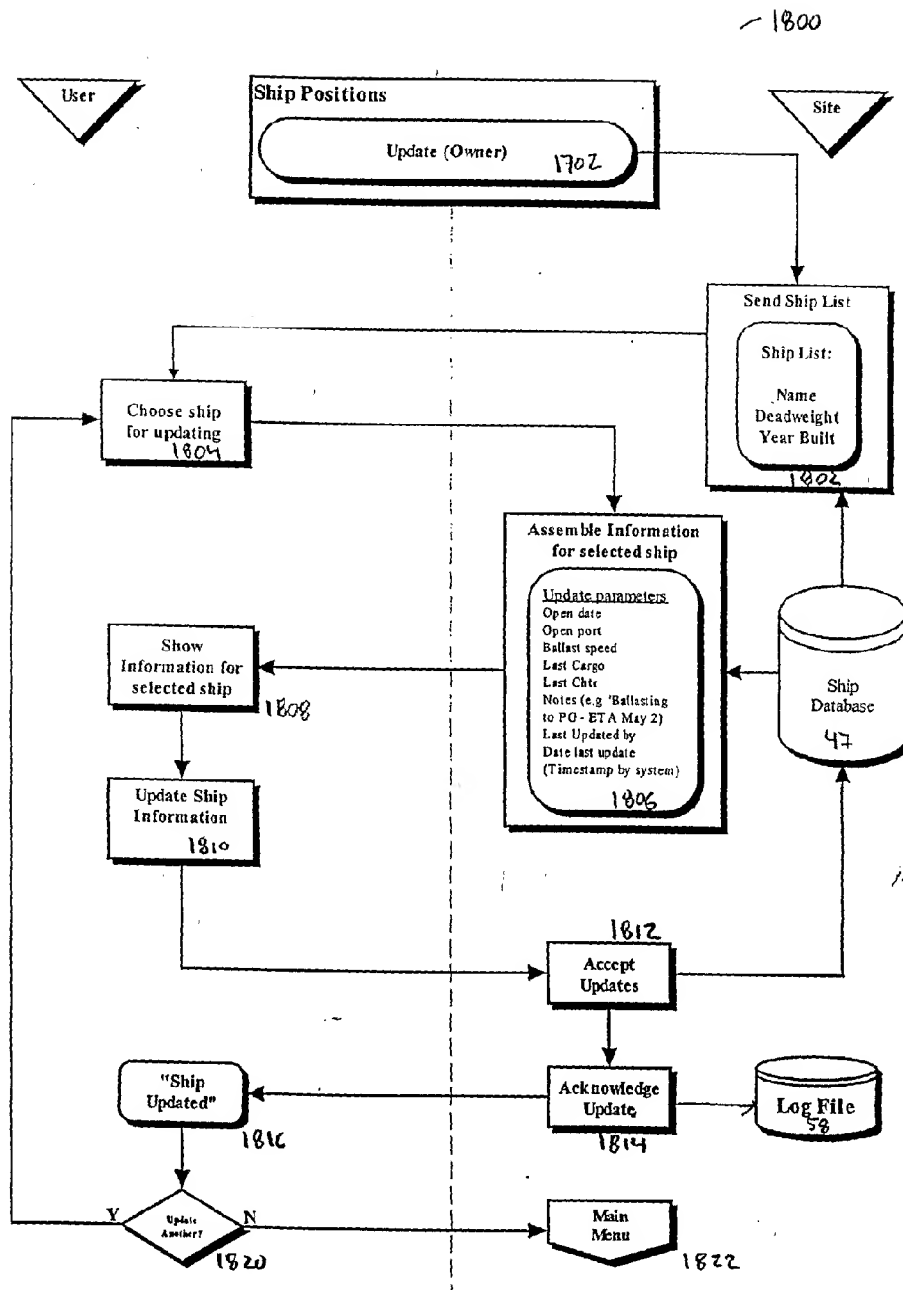 1800
User
Ship Positions
Site
Update (Owner)
1702
Send Ship List
Ship List:
Name
Deadweight
Year Built
1802
Choose ship
for updating
1804
Assemble Information
for selected ship
Update parameters
Open date
Open port
Ballast speed
Last Cargo
Last Chtr
Notes (e.g 'Ballasting
to PG - ETA May 2)
Last Updated by
Date last update
(Timestamp by system)
1806
Ship
Database
47
Show
Information for
selected ship
1808
Update Ship
Information
1810
1812
Accept
Updates
"Ship
Updated"
1816
Acknowledge
Update
1814
Log File
58
Y
Update
Another?
N
1820
Main
Menu
1822